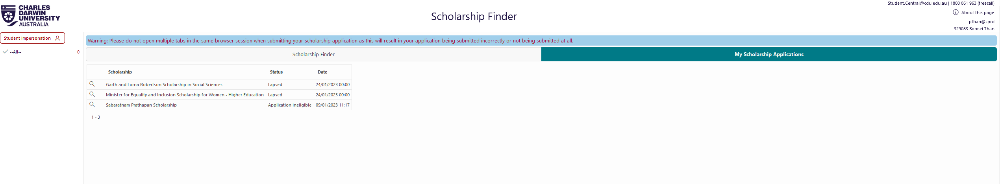 CHARLES
DARWIN
UNIVERSITY
AUSTRALIA
Scholarship Finder
Student.Central@cdu.edu.au | 1800 061 963 (freecall)
About this page
pthan@sprd
329083 Bormei Than
Student Impersonation
--All-- 0
Warning: Please do not open multiple tabs in the same browser session when submitting your scholarship application as this will result in your application being submitted incorrectly or not being submitted at all.
Scholarship Finder My Scholarship Applications
Scholarship Status Date
Garth and Lorna Robertson Scholarship in Social Sciences Lapsed 24/01/2023 00:00
Minister for Equality and Inclusion Scholarship for Women - Higher Education Lapsed 24/01/2023 00:00
Sabaratnam Prathapan Scholarship Application ineligible 09/01/2023 11:17
1 - 3